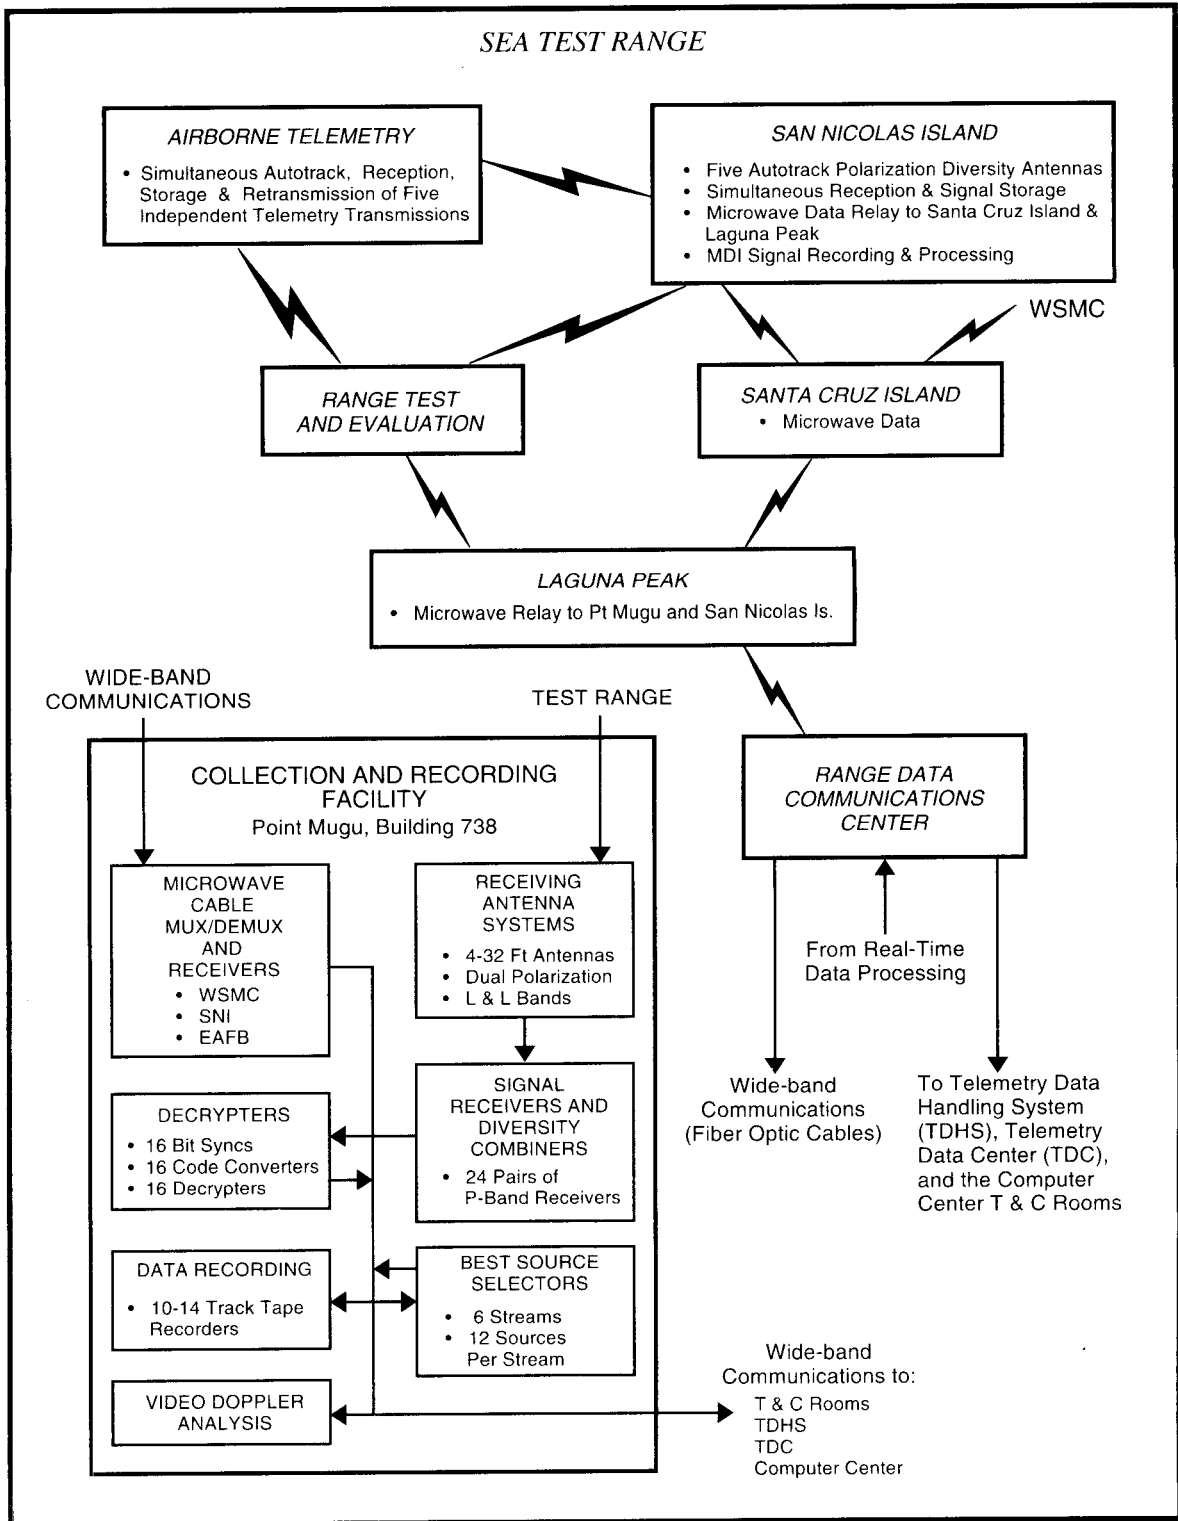 SEA TEST RANGE
AIRBORNE TELEMETRY
• Simultaneous Autotrack, Reception,
Storage & Retransmission of Five
Independent Telemetry Transmissions
SAN NICOLAS ISLAND
• Five Autotrack Polarization Diversity Antennas
• Simultaneous Reception & Signal Storage
• Microwave Data Relay to Santa Cruz Island &
Laguna Peak
• MDI Signal Recording & Processing
WSMC
RANGE TEST
AND EVALUATION
SANTA CRUZ ISLAND
• Microwave Data
LAGUNA PEAK
• Microwave Relay to Pt Mugu and San Nicolas Is.
WIDE-BAND
COMMUNICATIONS
TEST RANGE
COLLECTION AND RECORDING
FACILITY
Point Mugu, Building 738
MICROWAVE
CABLE
MUX/DEMUX
AND
RECEIVERS
• WSMC
• SNI
• EAFB
RECEIVING
ANTENNA
SYSTEMS
• 4-32 Ft Antennas
• Dual Polarization
• L & L Bands
DECRYPTERS
• 16 Bit Syncs
• 16 Code Converters
• 16 Decrypters
SIGNAL
RECEIVERS AND
DIVERSITY
COMBINERS
• 24 Pairs of
P-Band Receivers
DATA RECORDING
• 10-14 Track Tape
Recorders
BEST SOURCE
SELECTORS
• 6 Streams
• 12 Sources
Per Stream
VIDEO DOPPLER
ANALYSIS
RANGE DATA
COMMUNICATIONS
CENTER
From Real-Time
Data Processing
Wide-band
Communications
(Fiber Optic Cables)
To Telemetry Data
Handling System
(TDHS), Telemetry
Data Center (TDC),
and the Computer
Center T & C Rooms
Wide-band
Communications to:
T & C Rooms
TDHS
TDC
Computer Center